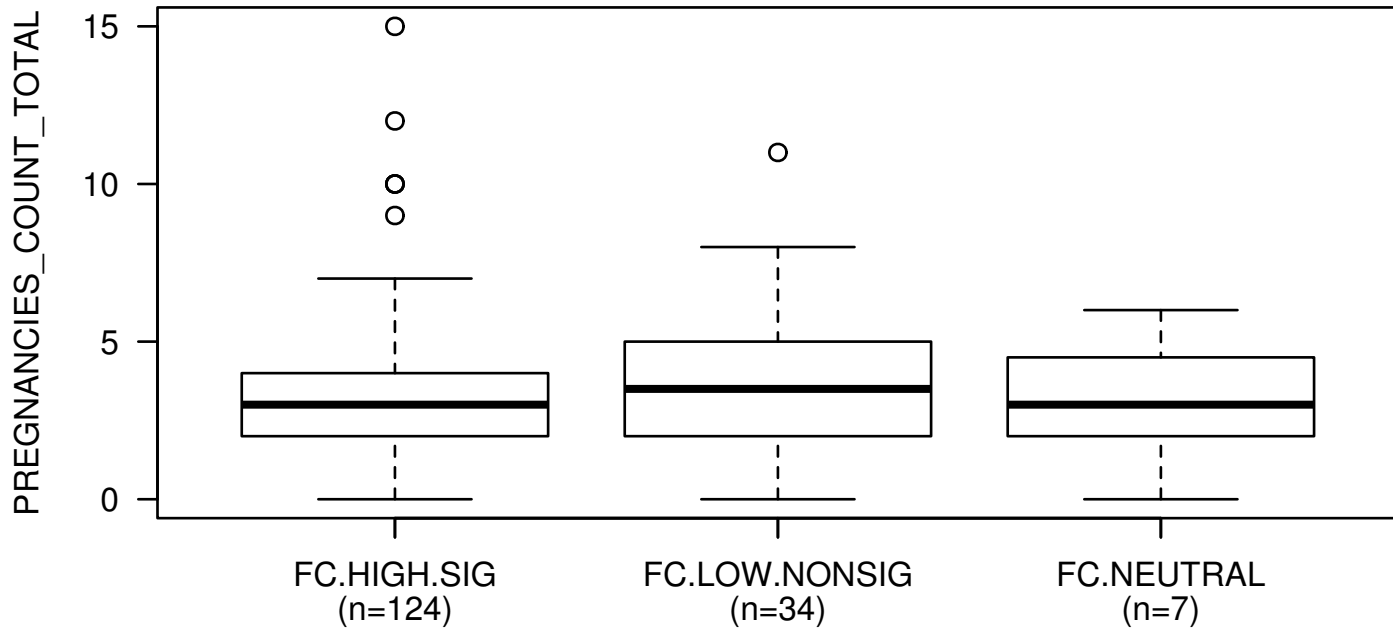 PREGNANCIES_COUNT_TOTAL
15
10
5
0
FC.HIGH.SIG
(n=124)
FC.LOW.NONSIG
(n=34)
FC.NEUTRAL
(n=7)